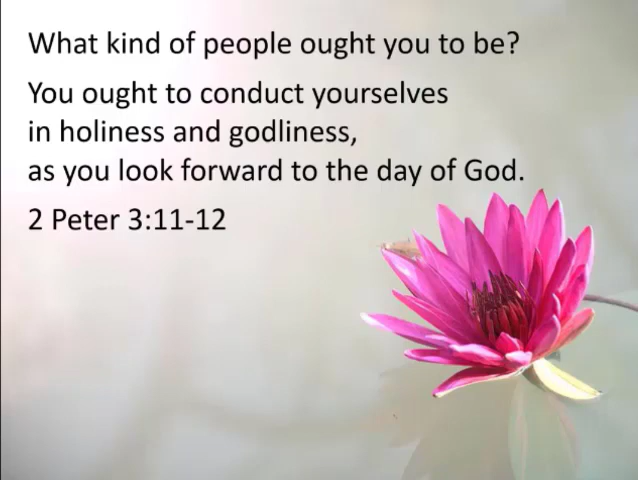 What kind of people ought you to be?
You ought to conduct yourselves
in holiness and godliness,
as you look forward to the day of God.
2 Peter 3:11-12